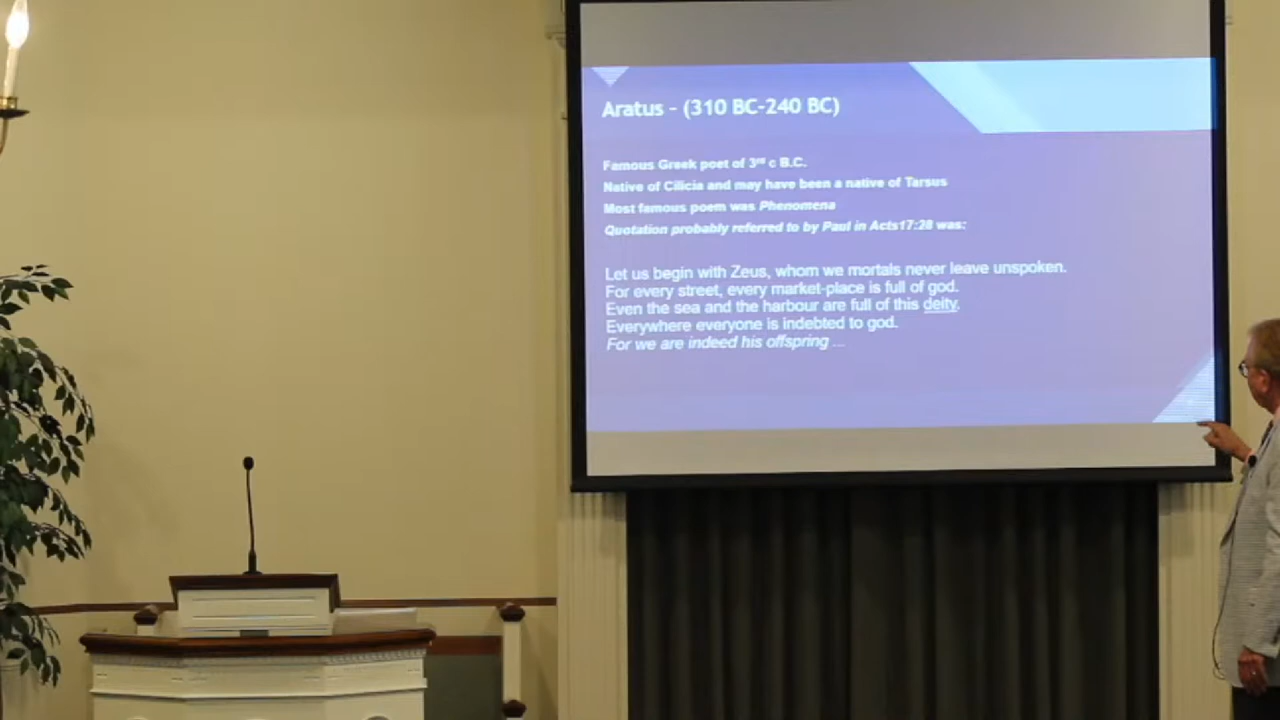 Aratus - (310 BC-240 BC)
Famous Greek poet of 3rd c B.C.
Native of Cilicia and may have been a native of Tarsus
Most famous poem was Phenomena
Quotation probably referred to by Paul in Acts17:28 was:
Let us begin with Zeus, whom we mortals never leave unspoken.
For every street, every market-place is full of god.
Even the sea and the harbour are full of this deity.
Everywhere everyone is indebted to god.
For we are indeed his offspring ...